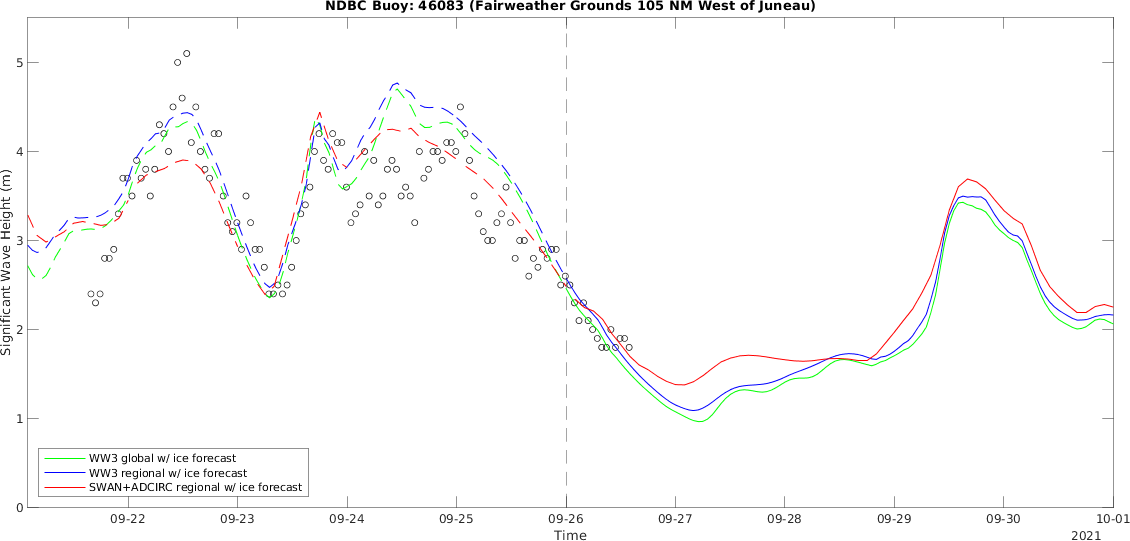 NDBC Buoy: 46083 (Fairweather Grounds 105 NM West of Juneau)
Significant Wave Height (m)
5
4
3
2
1
0
WW3 global w/ ice forecast
WW3 regional w/ ice forecast
SWAN+ADCIRC regional w/ ice forecast
09-22 09-23 09-24 09-25 09-26 09-27 09-28 09-29 09-30 10-01
Time
2021